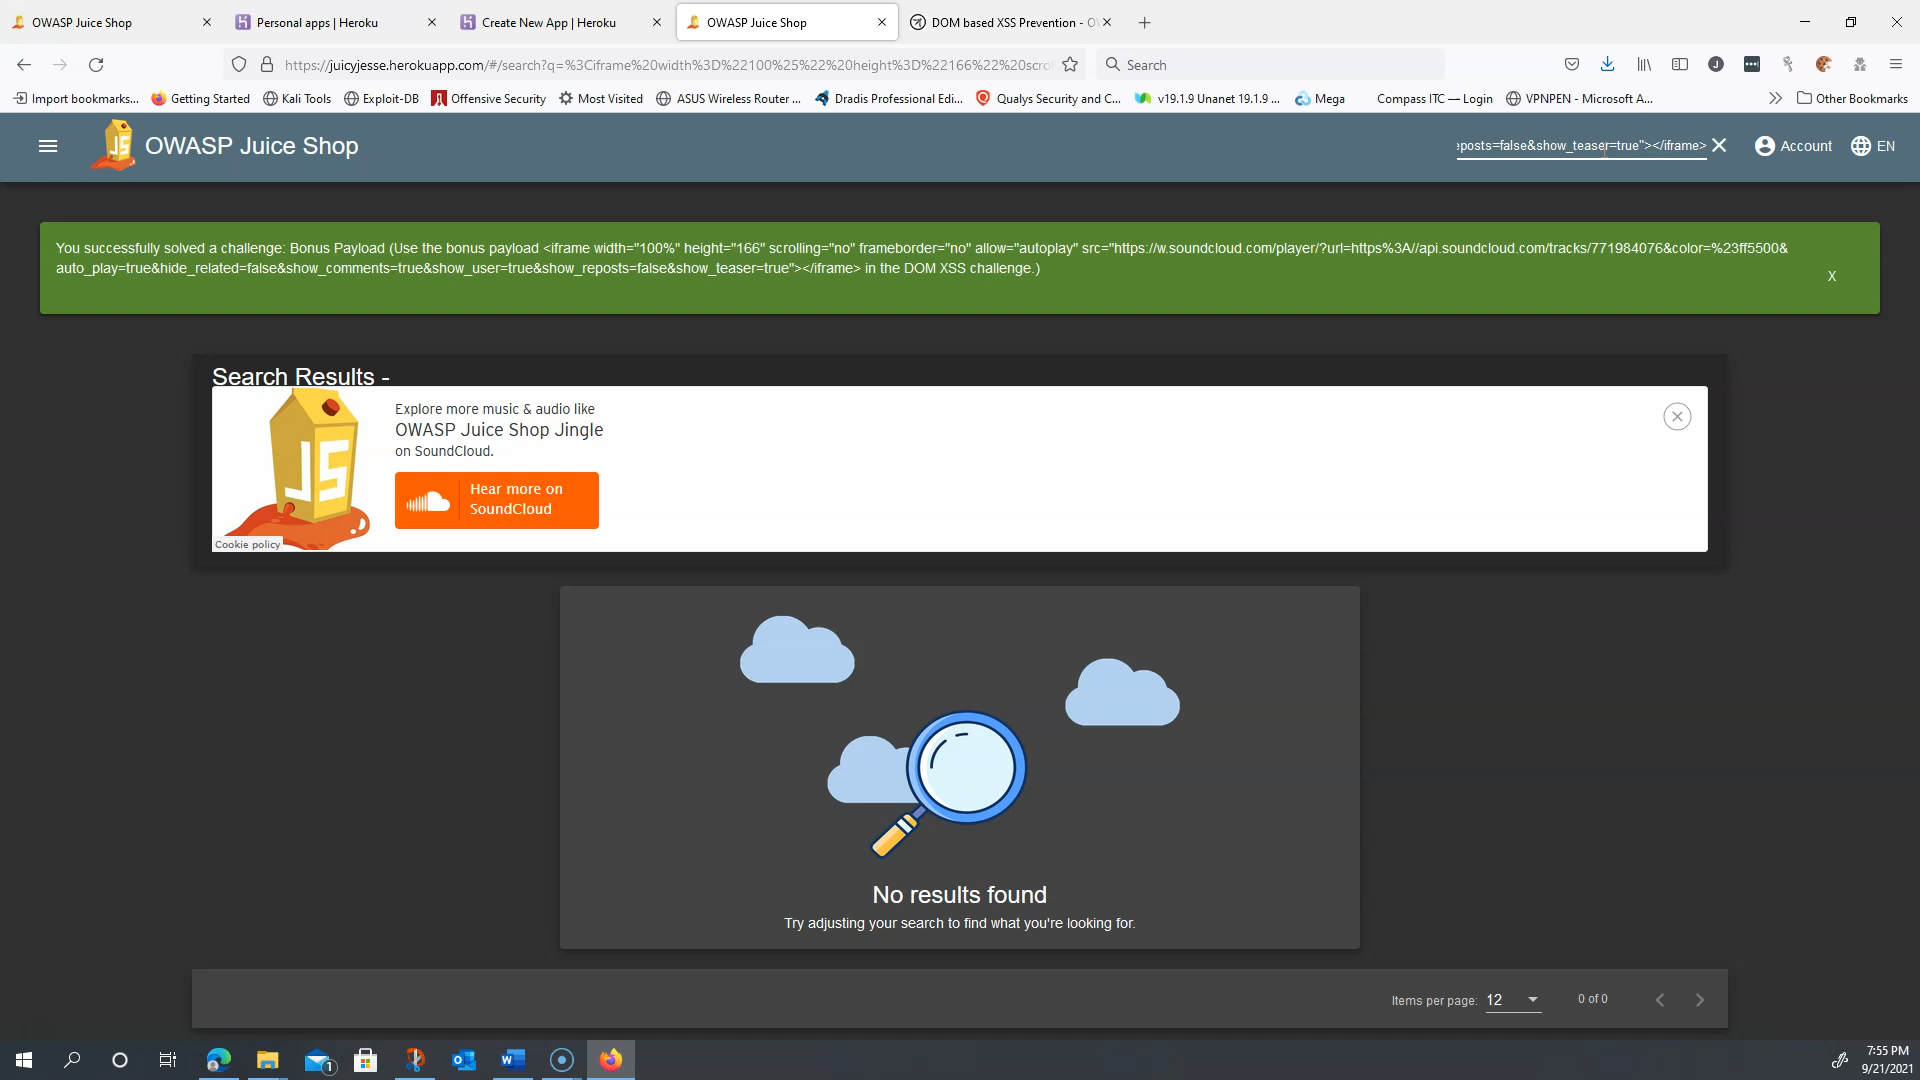 OWASP Juice Shop
Personal apps | Heroku
Create New App | Heroku
OWASP Juice Shop
DOM based XSS Prevention - O
https://juicyjesse.herokuapp.com/#/search?q=%3Ciframe%20width%3D%22100%25%22%20height%3D%22166%22%20scro
Search
Import bookmarks...
Getting Started
Kali Tools
Exploit-DB
Offensive Security
Most Visited
ASUS Wireless Router ...
Dradis Professional Edi...
Qualys Security and C...
v19.1.9 Unanet 19.1.9 ...
Mega
Compass ITC — Login
VPNPEN - Microsoft A...
Other Bookmarks
JS
OWASP Juice Shop
eposts=false&show_teaser=true"></iframe>
Account
EN
You successfully solved a challenge: Bonus Payload (Use the bonus payload <iframe width="100%" height="166" scrolling="no" frameborder="no" allow="autoplay" src="https://w.soundcloud.com/player/?url=https%3A//api.soundcloud.com/tracks/771984076&color=%23ff5500&
auto_play=true&hide_related=false&show_comments=true&show_user=true&show_reposts=false&show_teaser=true"></iframe> in the DOM XSS challenge.)
X
Search Results -
JS
Explore more music & audio like
OWASP Juice Shop Jingle
on SoundCloud.
Hear more on
SoundCloud
Cookie policy
No results found
Try adjusting your search to find what you're looking for.
Items per page: 12
0 of 0
1
7:55 PM
9/21/2021